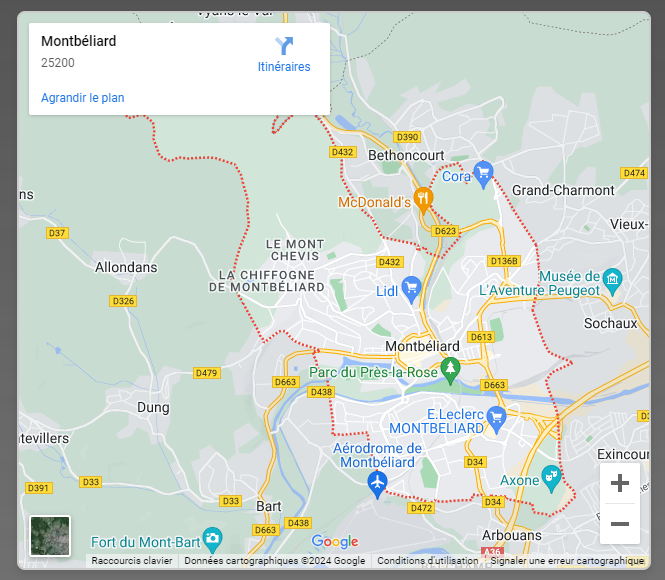 Montbéliard
25200
Itinéraires
Agrandir le plan
D390
D432
Bethoncourt
Cora
D474
Grand-Charmont
McDonald's
ns
D37
D623
Vieux-
LE MONT
CHEVIS
D432
D136B
Allondans
LA CHIFFOGNE
DE MONTBÉLIARD
Musée de
L'Aventure Peugeot
Lidl
D326
Sochaux
D613
Montbéliard
Parc du Près-la-Rose
D479
D663
D438
D663
Dung
E.Leclerc
MONTBELIARD
D3
tevillers
Aérodrome de
Montbéliard
Exincour
D34
Axone
D33
D391
D33
D34
Bart
D472
D438
D663
Arbouans
Fort du Mont-Bart
Google
A36
Raccourcis clavier
Données cartographiques ©2024 Google
Conditions d'utilisation
Signaler une erreur cartographique